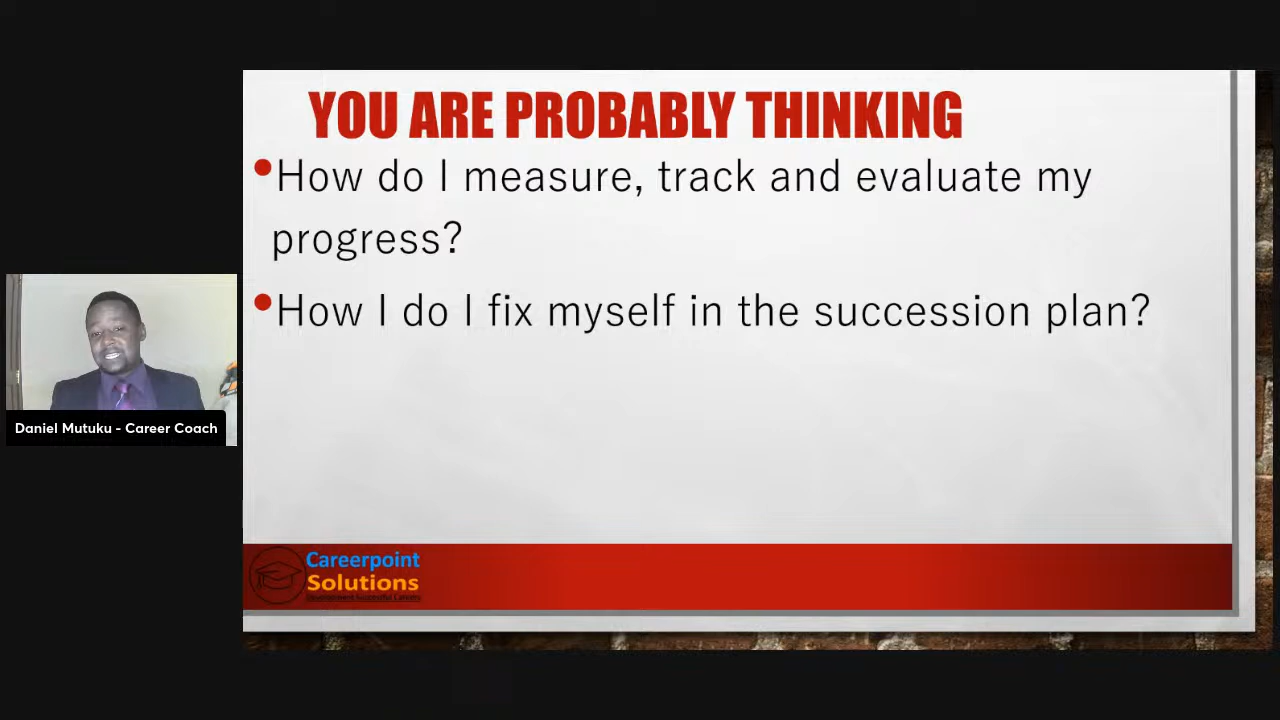 YOU ARE PROBABLY THINKING
•How do I measure, track and evaluate my
progress?
•How I do I fix myself in the succession plan?
Daniel Mutuku - Career Coach
Careerpoint
Solutions